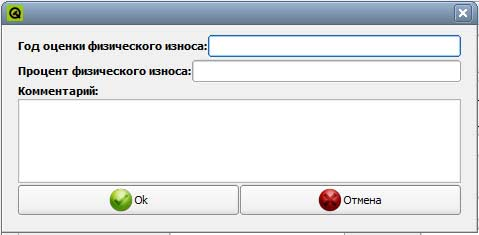 Год оценки физического износа:
Процент физического износа:
Комментарий:
Ok
Отмена